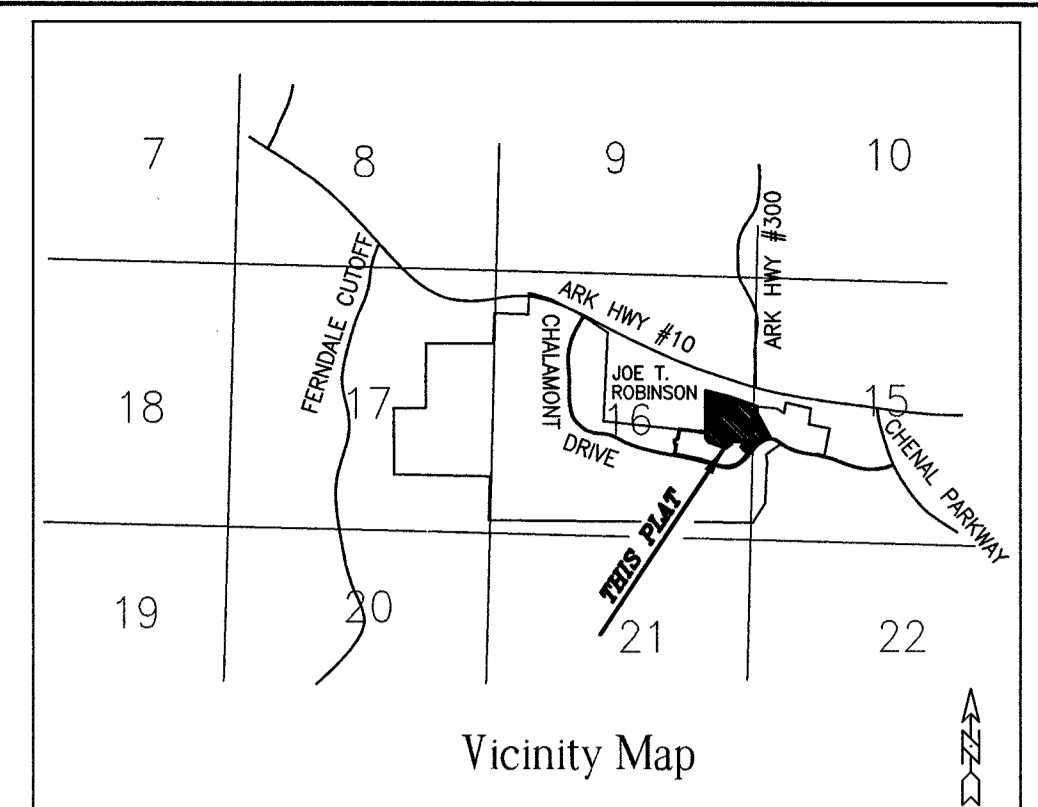 7
8
9
10
ARK HWY #300
FERNDALE CUTOFF
ARK HWY #10
CHALAMONT
DRIVE
JOE T.
ROBINSON
18
17
16
15
CHENAL PARKWAY
THIS PLAT
19
20
21
22
Vicinity Map
N